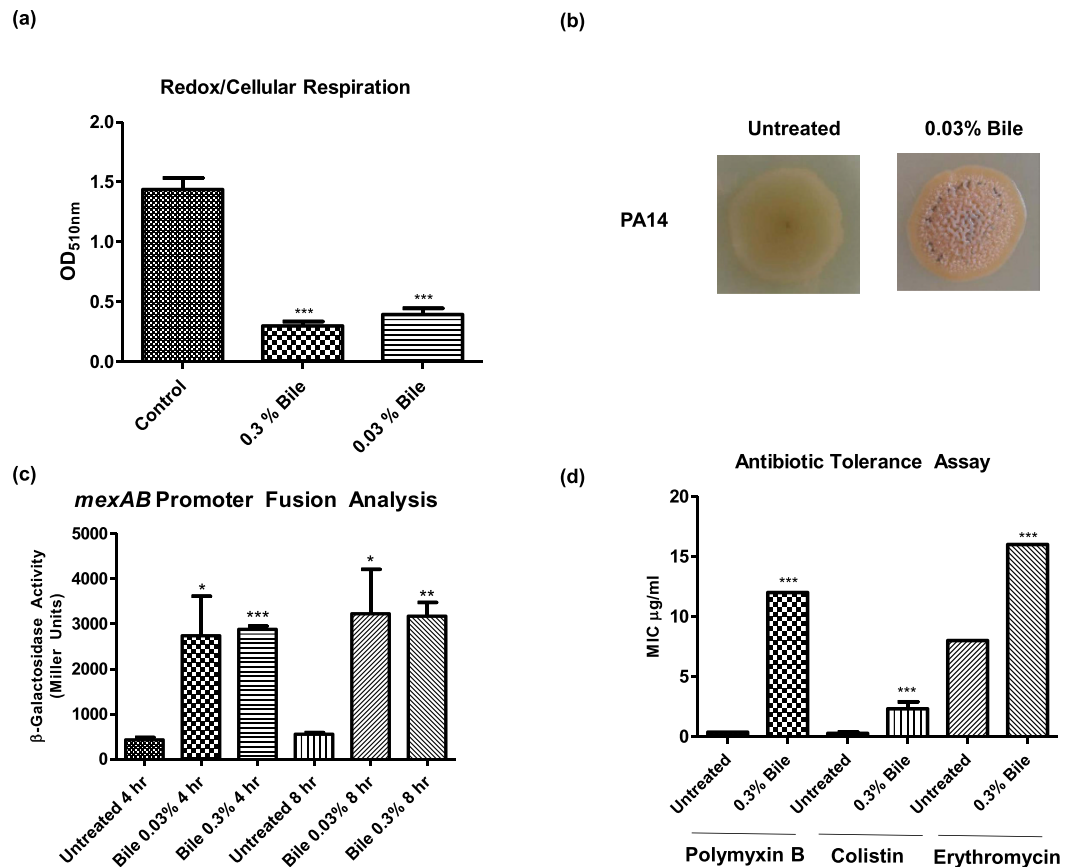 (a)
Redox/Cellular Respiration
OD510nm
2.0
1.5
1.0
0.5
0.0
***
***
Control
0.3 % Bile
0.03 % Bile
(b)
Untreated
0.03% Bile
PA14
(c)
mexAB Promoter Fusion Analysis
β-Galactosidase Activity
(Miller Units)
5000
4000
3000
2000
1000
0
*
***
*
**
Untreated 4 hr
Bile 0.03% 4 hr
Bile 0.3% 4 hr
Untreated 8 hr
Bile 0.03% 8 hr
Bile 0.3% 8 hr
(d)
Antibiotic Tolerance Assay
MIC µg/ml
20
15
10
5
0
***
***
***
Untreated
0.3% Bile
Untreated
0.3% Bile
Untreated
0.3% Bile
Polymyxin B
Colistin
Erythromycin